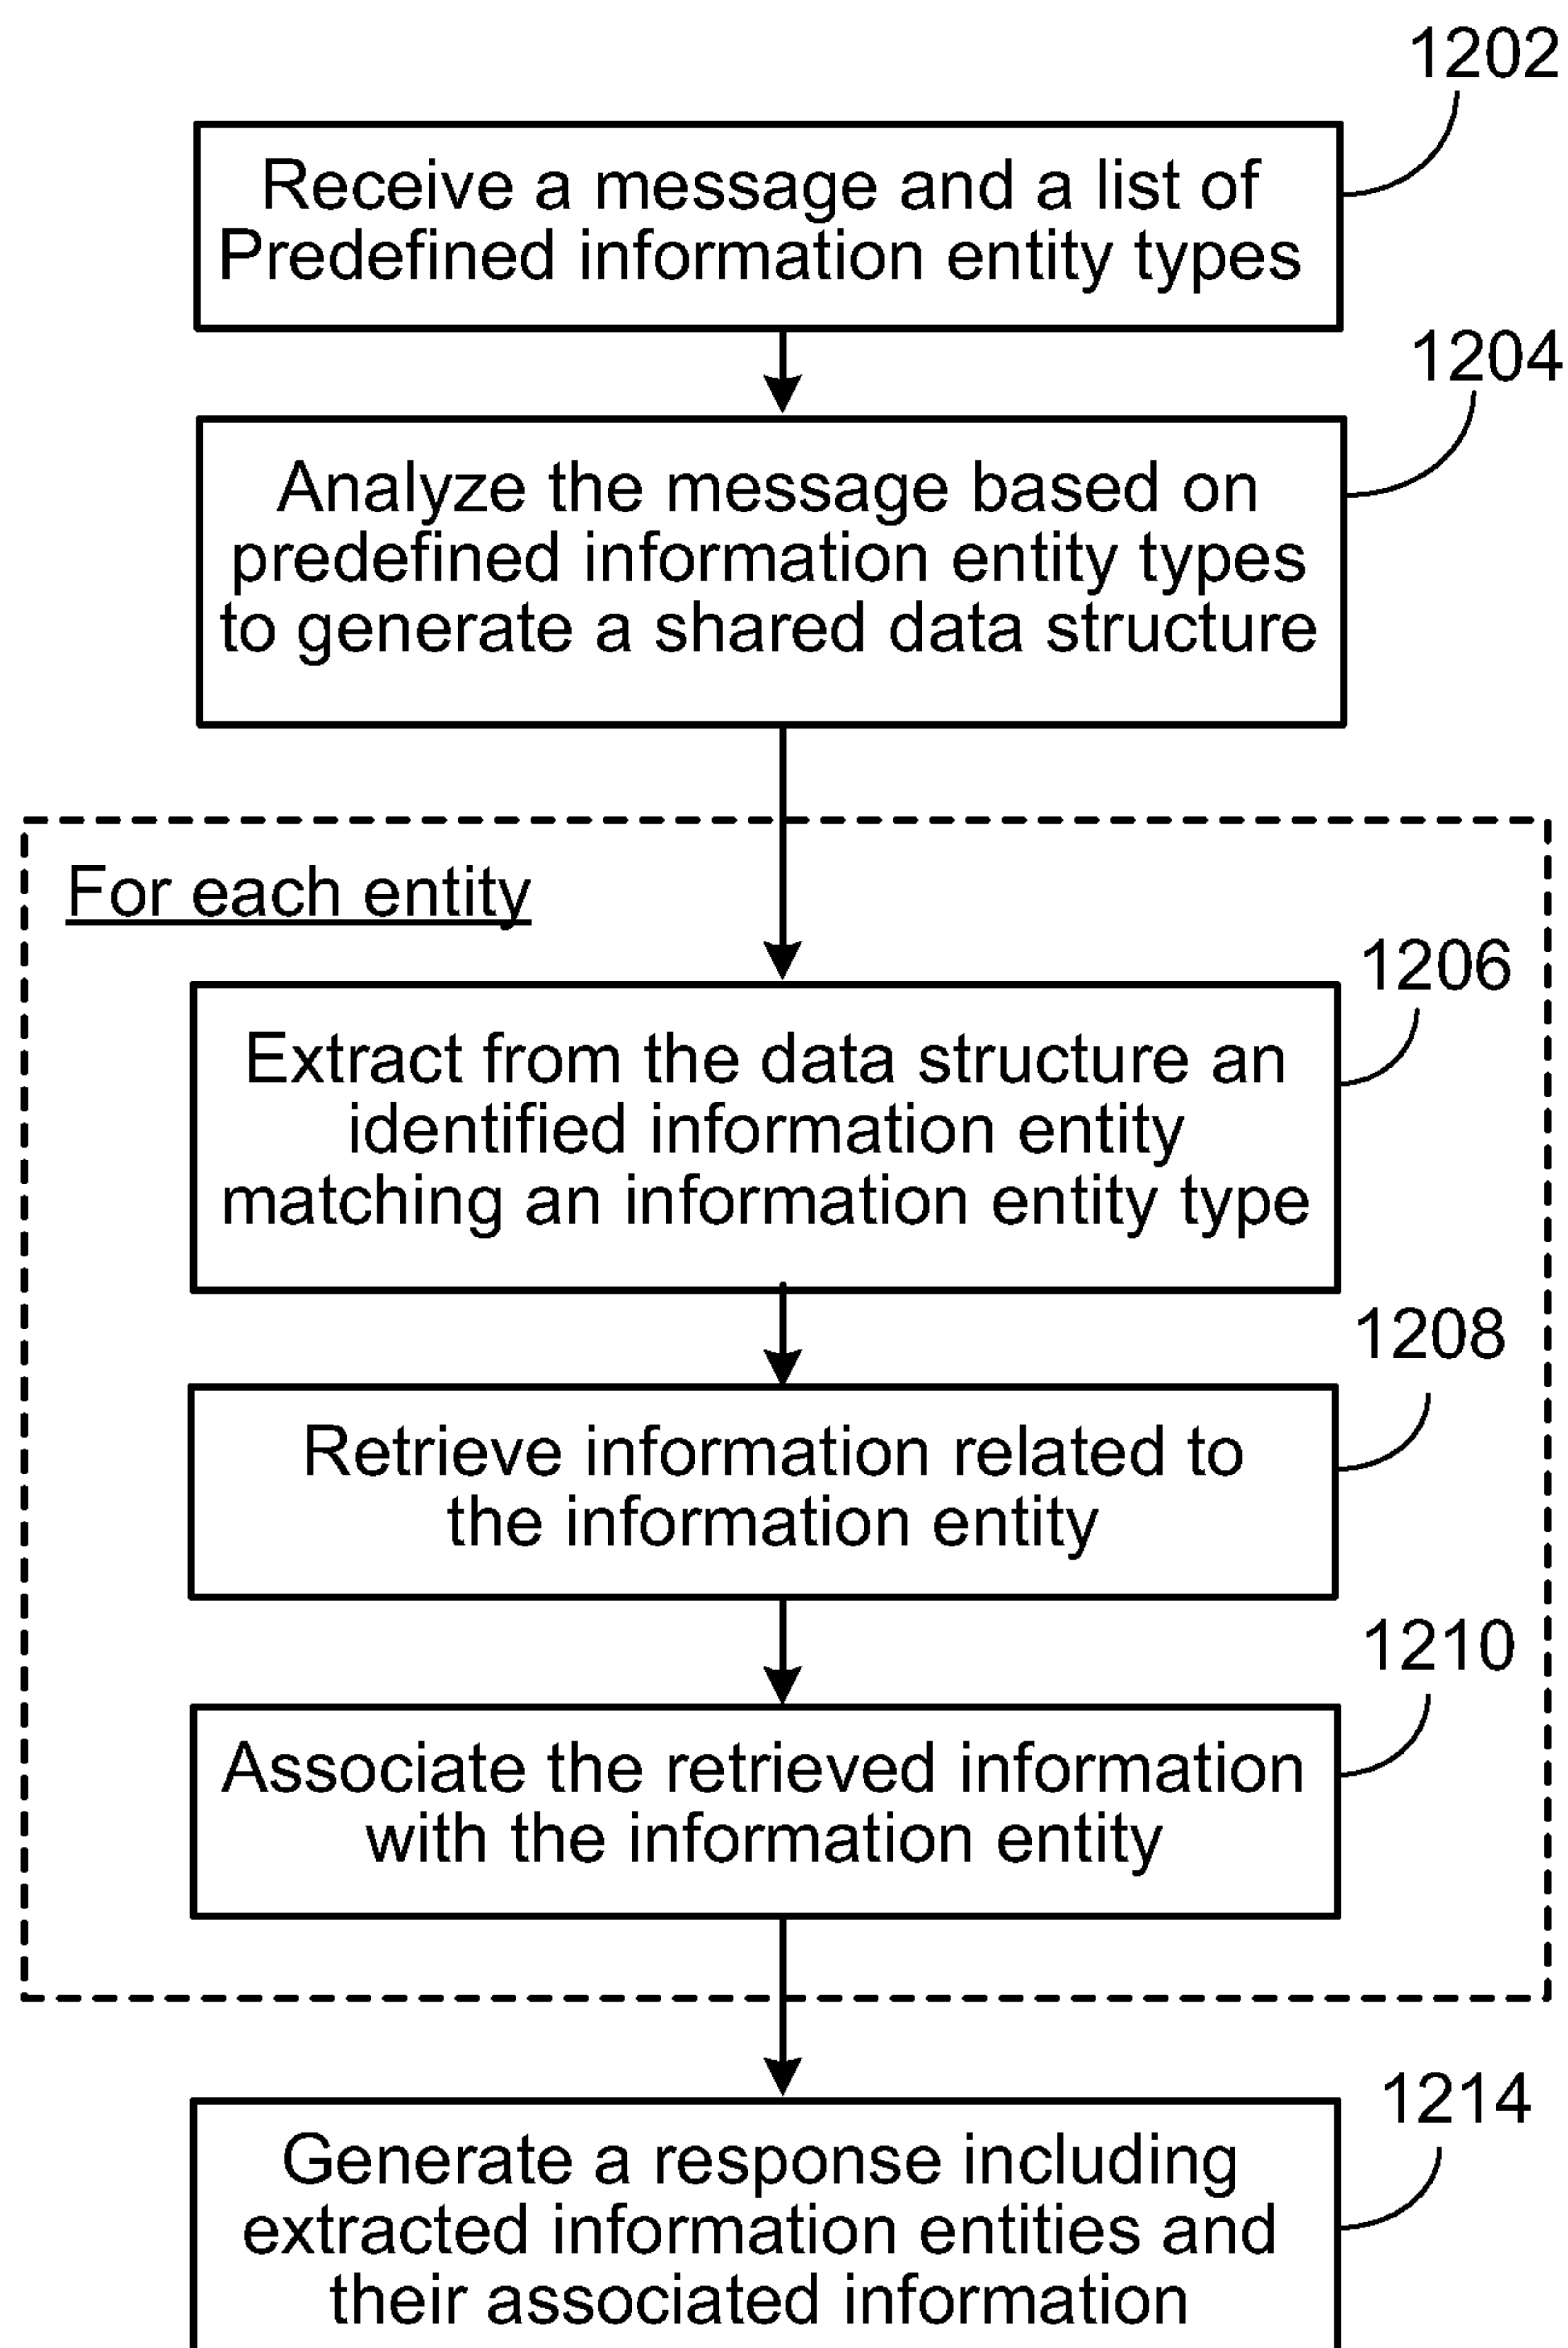 1202
Receive a message and a list of
Predefined information entity types
1204
Analyze the message based on
predefined information entity types
to generate a shared data structure
For each entity
1206
Extract from the data structure an
identified information entity
matching an information entity type
1208
Retrieve information related to
the information entity
1210
Associate the retrieved information
with the information entity
1214
Generate a response including
extracted information entities and
their associated information